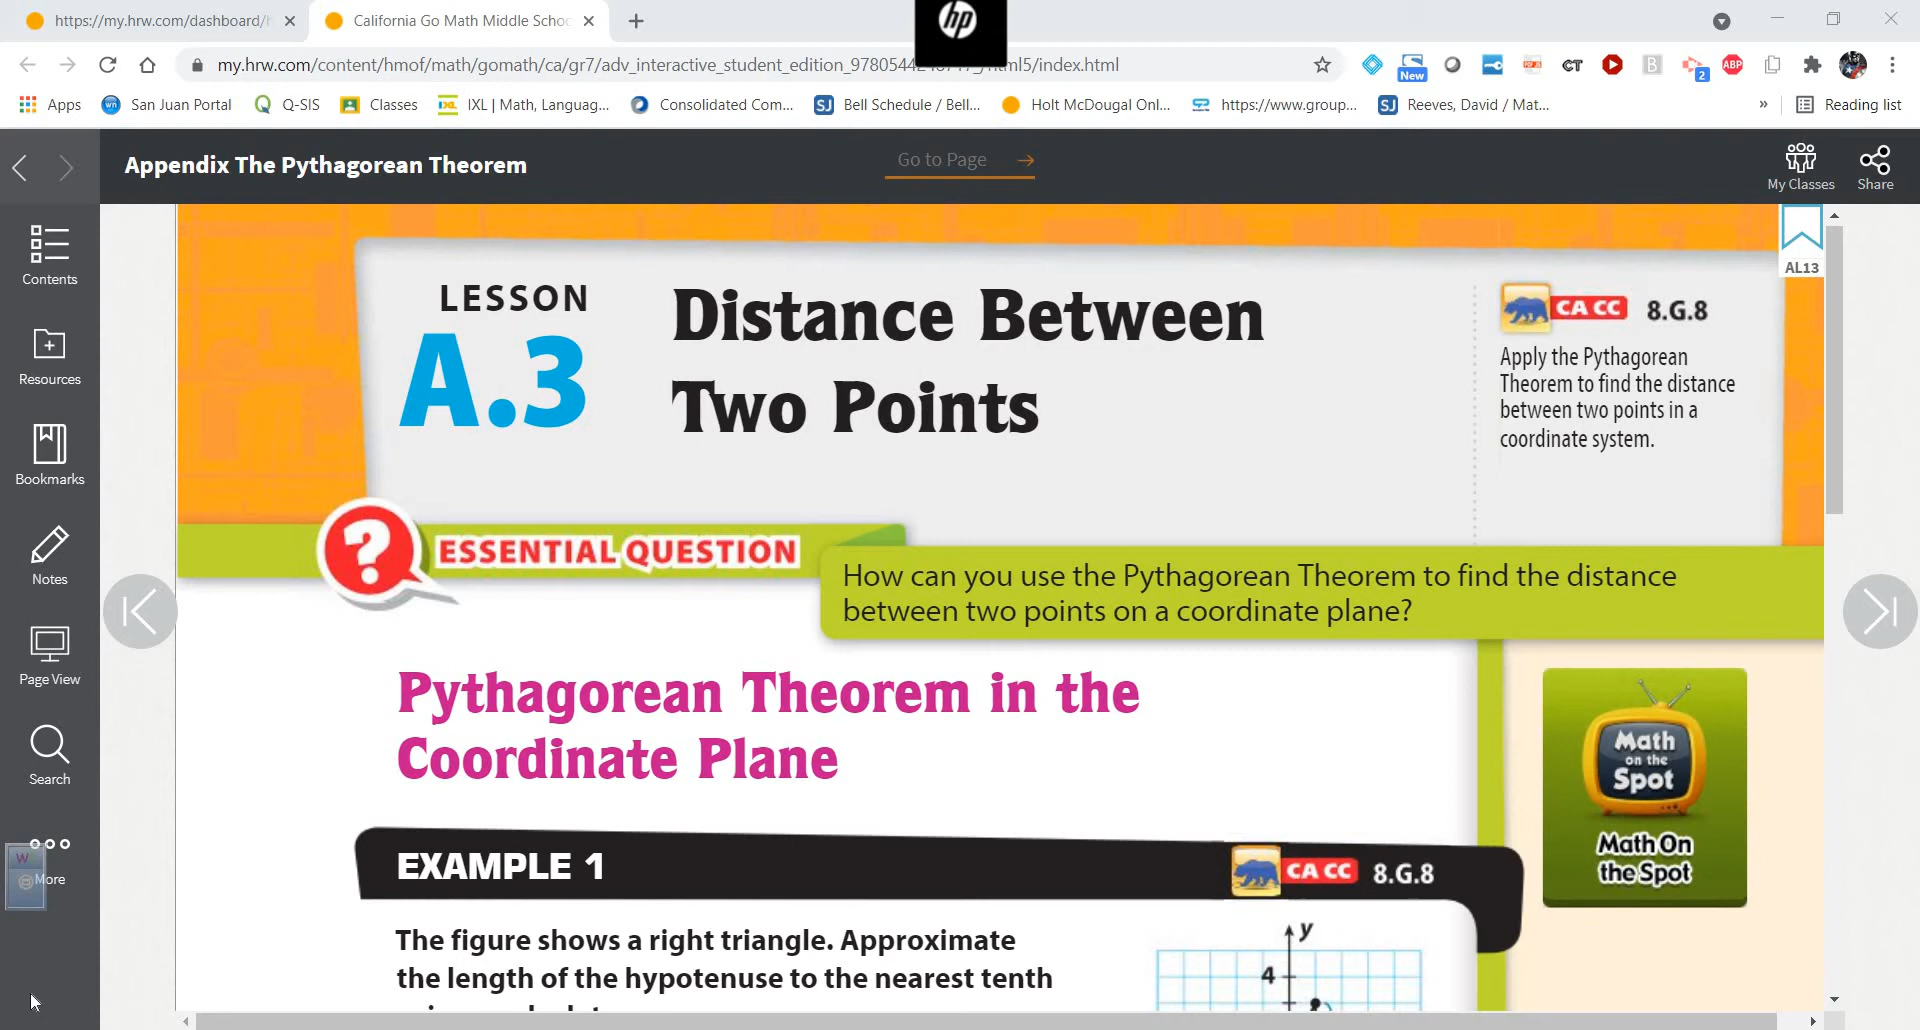 https://my.hrw.com/dashboard/
California Go Math Middle Schoo
hp
my.hrw.com/content/hmof/math/gomath/ca/gr7/adv_interactive_student_edition_9780544
ml5/index.html
New
CT
B
2
ABP
Apps
San Juan Portal
Q-SIS
Classes
IXL | Math, Languag...
Consolidated Com...
SJ Bell Schedule / Bell...
Holt McDougal Onl...
https://www.group...
SJ Reeves, David / Mat...
»
Reading list
Appendix The Pythagorean Theorem
Go to Page
My Classes
Share
Contents
Resources
Bookmarks
Notes
Page View
Search
More
W
AL13
LESSON
A.3
Distance Between
Two Points
CA CC 8.G.8
Apply the Pythagorean
Theorem to find the distance
between two points in a
coordinate system.
? ESSENTIAL QUESTION
How can you use the Pythagorean Theorem to find the distance
between two points on a coordinate plane?
Pythagorean Theorem in the
Coordinate Plane
Math
on the
Spot
Math On
the Spot
EXAMPLE 1
CA CC 8.G.8
The figure shows a right triangle. Approximate
the length of the hypotenuse to the nearest tenth
y
4